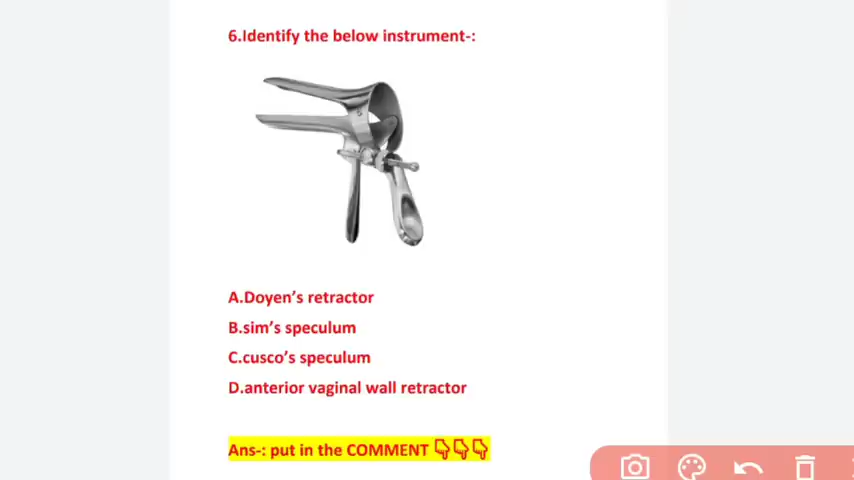 6.Identify the below instrument-:
A.Doyen's retractor
B.sim's speculum
C.cusco's speculum
D.anterior vaginal wall retractor
Ans-: put in the COMMENT 👇👇👇